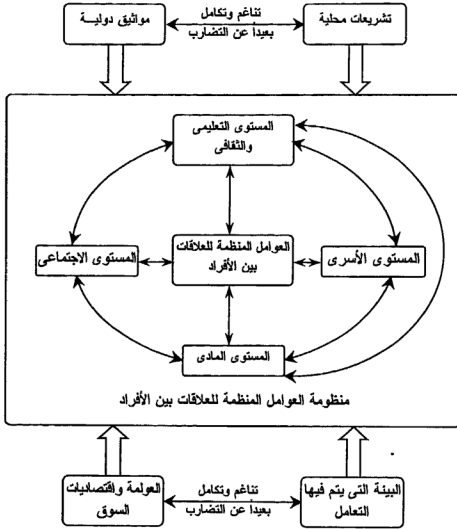 تشريعات محلية
تناغم وتكامل
بعيدا عن التضارب
مواثيق دوليـــة
المستوى التعليمى
والثقافى
المستوى الأسرى
العوامل المنظمة للعلاقات
بين الأفراد
المستوى الاجتماعى
المستوى المادى
منظومة العوامل المنظمة للعلاقات بين الأفراد
البيئة التى يتم فيها
التعامل
تناغم وتكامل
بعيدا عن التضارب
العولمة واقتصاديات
السوق